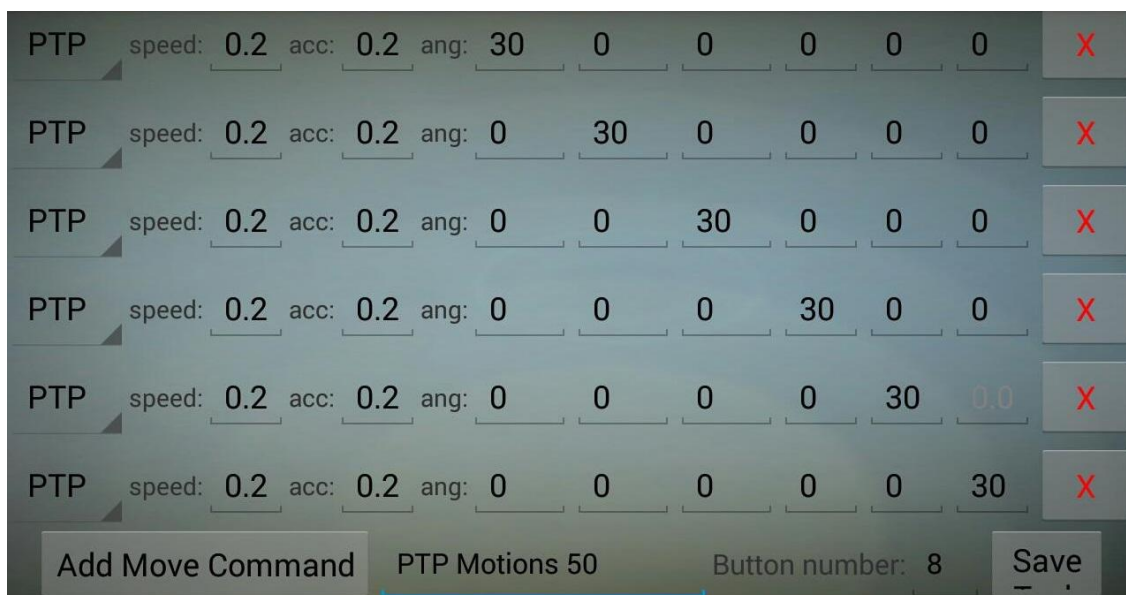 PTP speed: 0.2 acc: 0.2 ang: 30 0 0 0 0 0 X
PTP speed: 0.2 acc: 0.2 ang: 0 30 0 0 0 0 X
PTP speed: 0.2 acc: 0.2 ang: 0 0 30 0 0 0 X
PTP speed: 0.2 acc: 0.2 ang: 0 0 0 30 0 0 X
PTP speed: 0.2 acc: 0.2 ang: 0 0 0 0 30 0.0 X
PTP speed: 0.2 acc: 0.2 ang: 0 0 0 0 0 30 X
Add Move Command PTP Motions 50 Button number: 8 Save